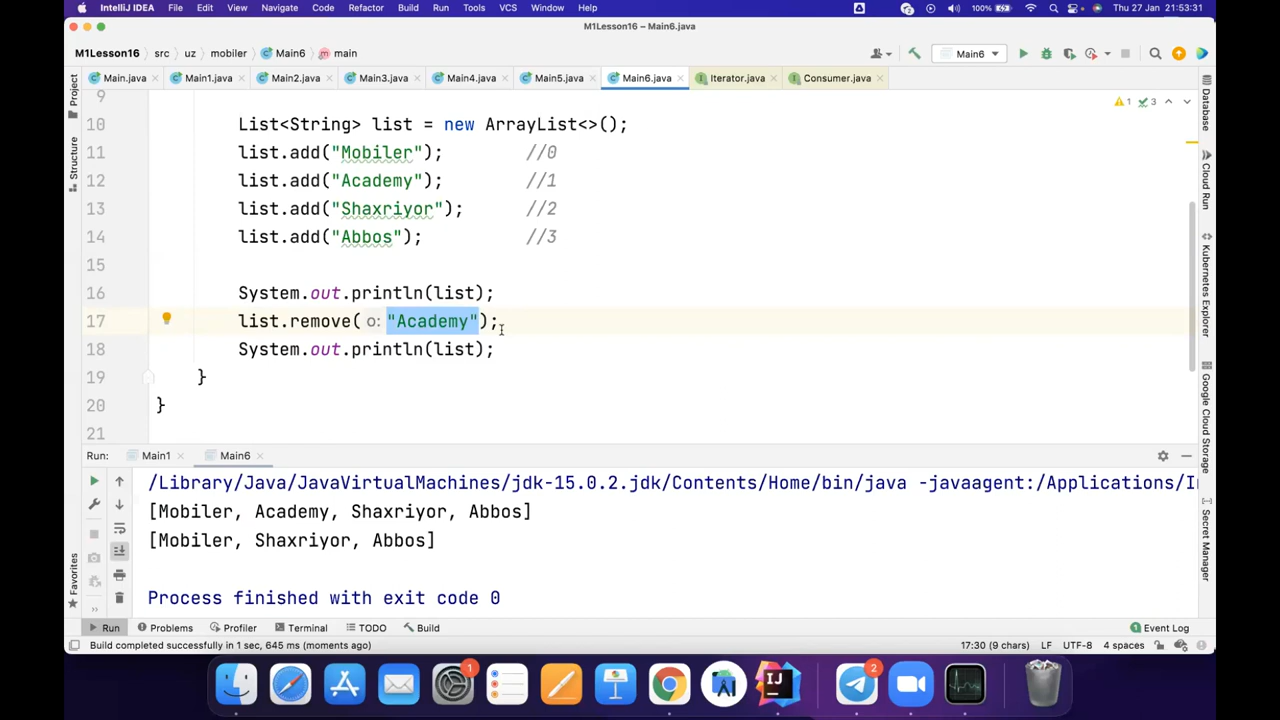 IntelliJ IDEA File Edit View Navigate Code Refactor Build Run Tools VCS Window Help 100% Thu 27 Jan 21:53:31
M1Lesson16 – Main6.java
M1Lesson16 › src › uz › mobiler › Main6 › main
Main6
Main.java Main1.java Main2.java Main3.java Main4.java Main5.java Main6.java Iterator.java Consumer.java
Project
Structure
Favorites
Database
Cloud Run
Kubernetes Explorer
Google Cloud Storage
Secret Manager
1 3
9
10 List<String> list = new ArrayList<>();
11 list.add("Mobiler"); //0
12 list.add("Academy"); //1
13 list.add("Shaxriyor"); //2
14 list.add("Abbos"); //3
15
16 System.out.println(list);
17 list.remove( o: "Academy");
18 System.out.println(list);
19 }
20 }
21
Run: Main1 Main6
/Library/Java/JavaVirtualMachines/jdk-15.0.2.jdk/Contents/Home/bin/java -javaagent:/Applications/
[Mobiler, Academy, Shaxriyor, Abbos]
[Mobiler, Shaxriyor, Abbos]
Process finished with exit code 0
Run Problems Profiler Terminal TODO Build Event Log
Build completed successfully in 1 sec, 645 ms (moments ago) 17:30 (9 chars) LF UTF-8 4 spaces
1 2